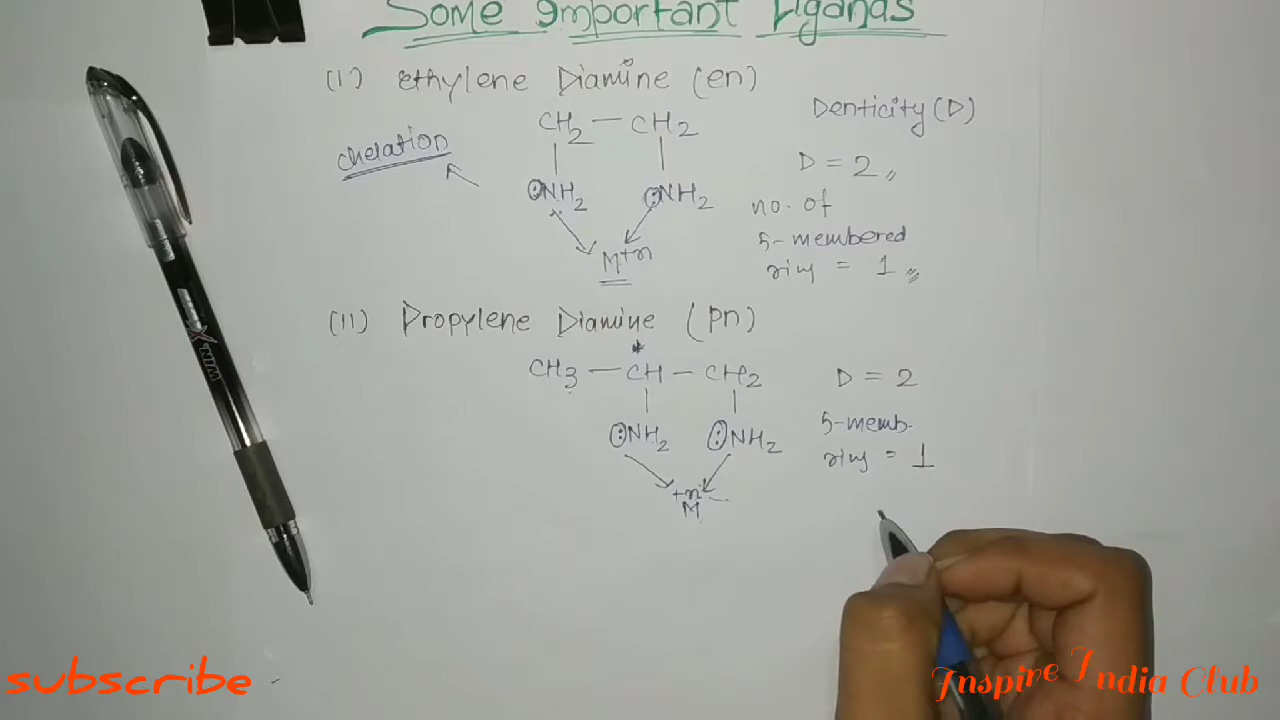 Some Important Ligands
(I) ethylene Diamine (en)
Denticity (D)
chelation
CH2 — CH2
D = 2
:NH2 :NH2
no. of
5-membered
ring = 1
M+n
(II) Propylene Diamine (pn)
*
CH3 — CH — CH2
D = 2
:NH2 :NH2
5-memb.
ring = 1
+n
M
subscribe
Inspire India Club